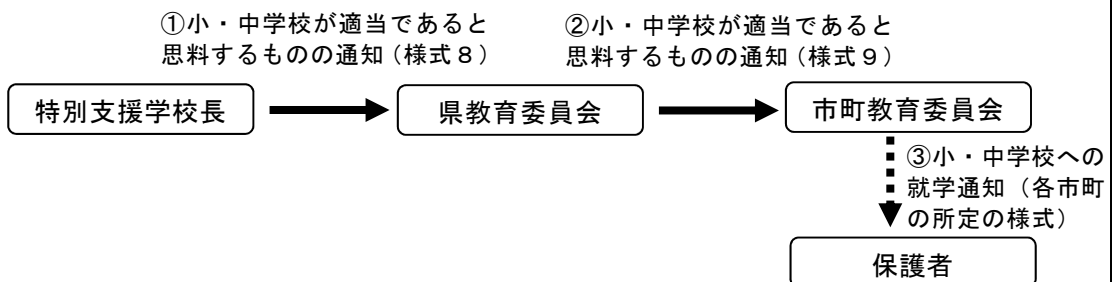 ①小・中学校が適当であると
思料するものの通知（様式８）
②小・中学校が適当であると
思料するものの通知（様式９）
特別支援学校長
県教育委員会
市町教育委員会
③小・中学校への
就学通知（各市町
の所定の様式）
保護者